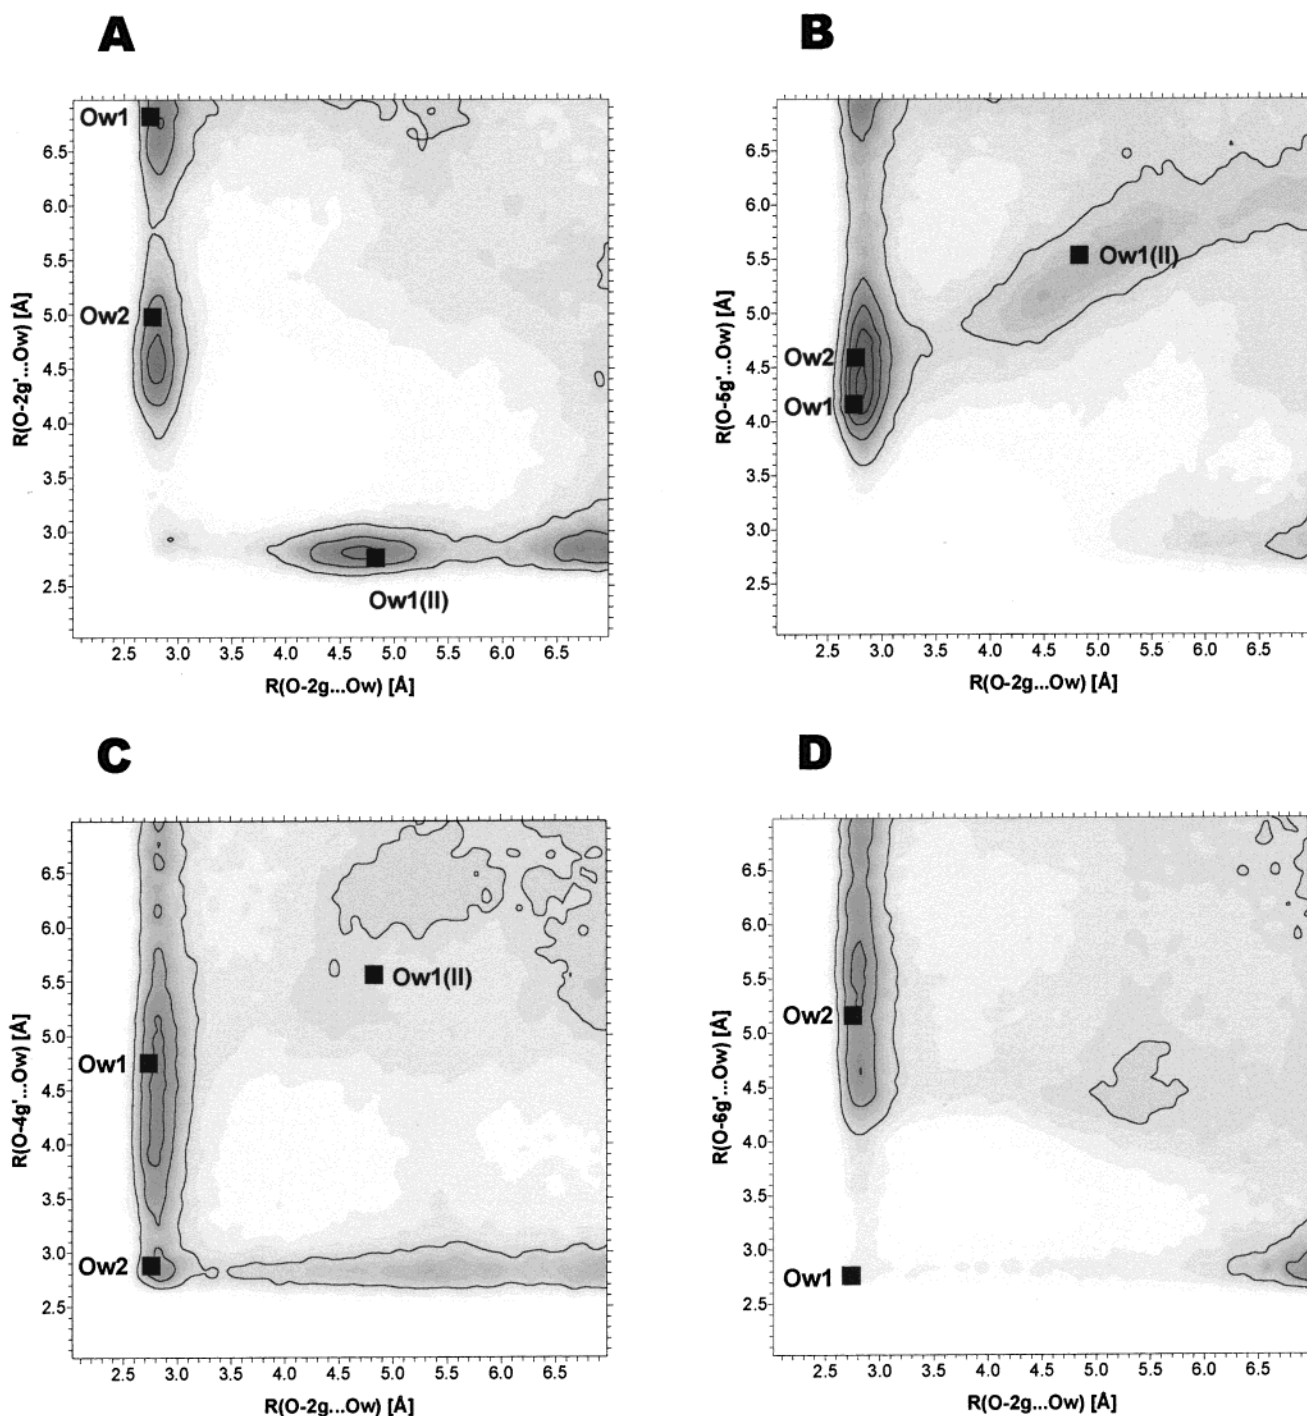 A
Ow1
6.5
6.0
5.5
Ow2
5.0
4.5
4.0
3.5
3.0
2.5
R(O-2g'...Ow) [Å]
Ow1(II)
2.5 3.0 3.5 4.0 4.5 5.0 5.5 6.0 6.5
R(O-2g...Ow) [Å]
B
6.5
6.0
5.5
5.0
4.5
4.0
3.5
3.0
2.5
R(O-5g'...Ow) [Å]
Ow1(II)
Ow2
Ow1
2.5 3.0 3.5 4.0 4.5 5.0 5.5 6.0 6.5
R(O-2g...Ow) [Å]
C
6.5
6.0
5.5
5.0
4.5
4.0
3.5
3.0
2.5
R(O-4g'...Ow) [Å]
Ow1(II)
Ow1
Ow2
2.5 3.0 3.5 4.0 4.5 5.0 5.5 6.0 6.5
R(O-2g...Ow) [Å]
D
6.5
6.0
5.5
5.0
4.5
4.0
3.5
3.0
2.5
R(O-6g'...Ow) [Å]
Ow2
Ow1
2.5 3.0 3.5 4.0 4.5 5.0 5.5 6.0 6.5
R(O-2g...Ow) [Å]